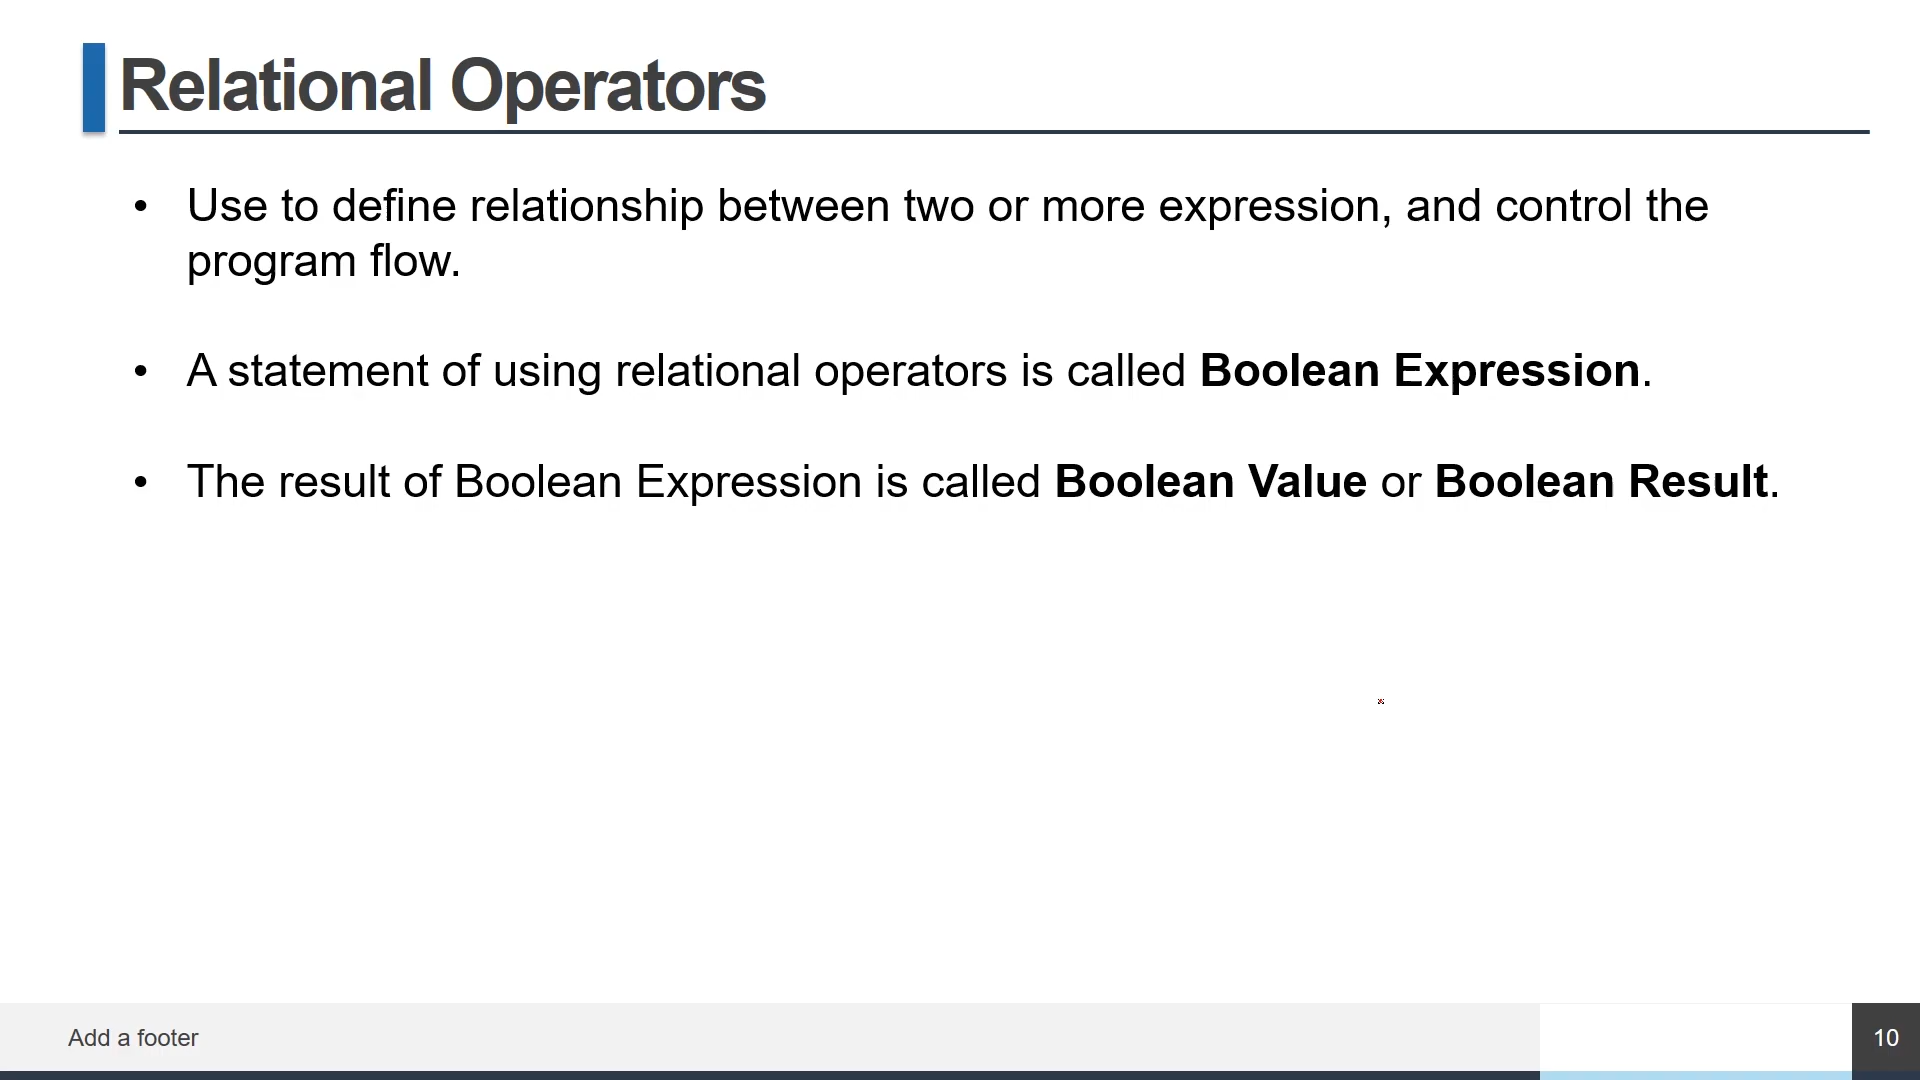 Relational Operators
• Use to define relationship between two or more expression, and control the
program flow.
• A statement of using relational operators is called Boolean Expression.
• The result of Boolean Expression is called Boolean Value or Boolean Result.
Add a footer
10